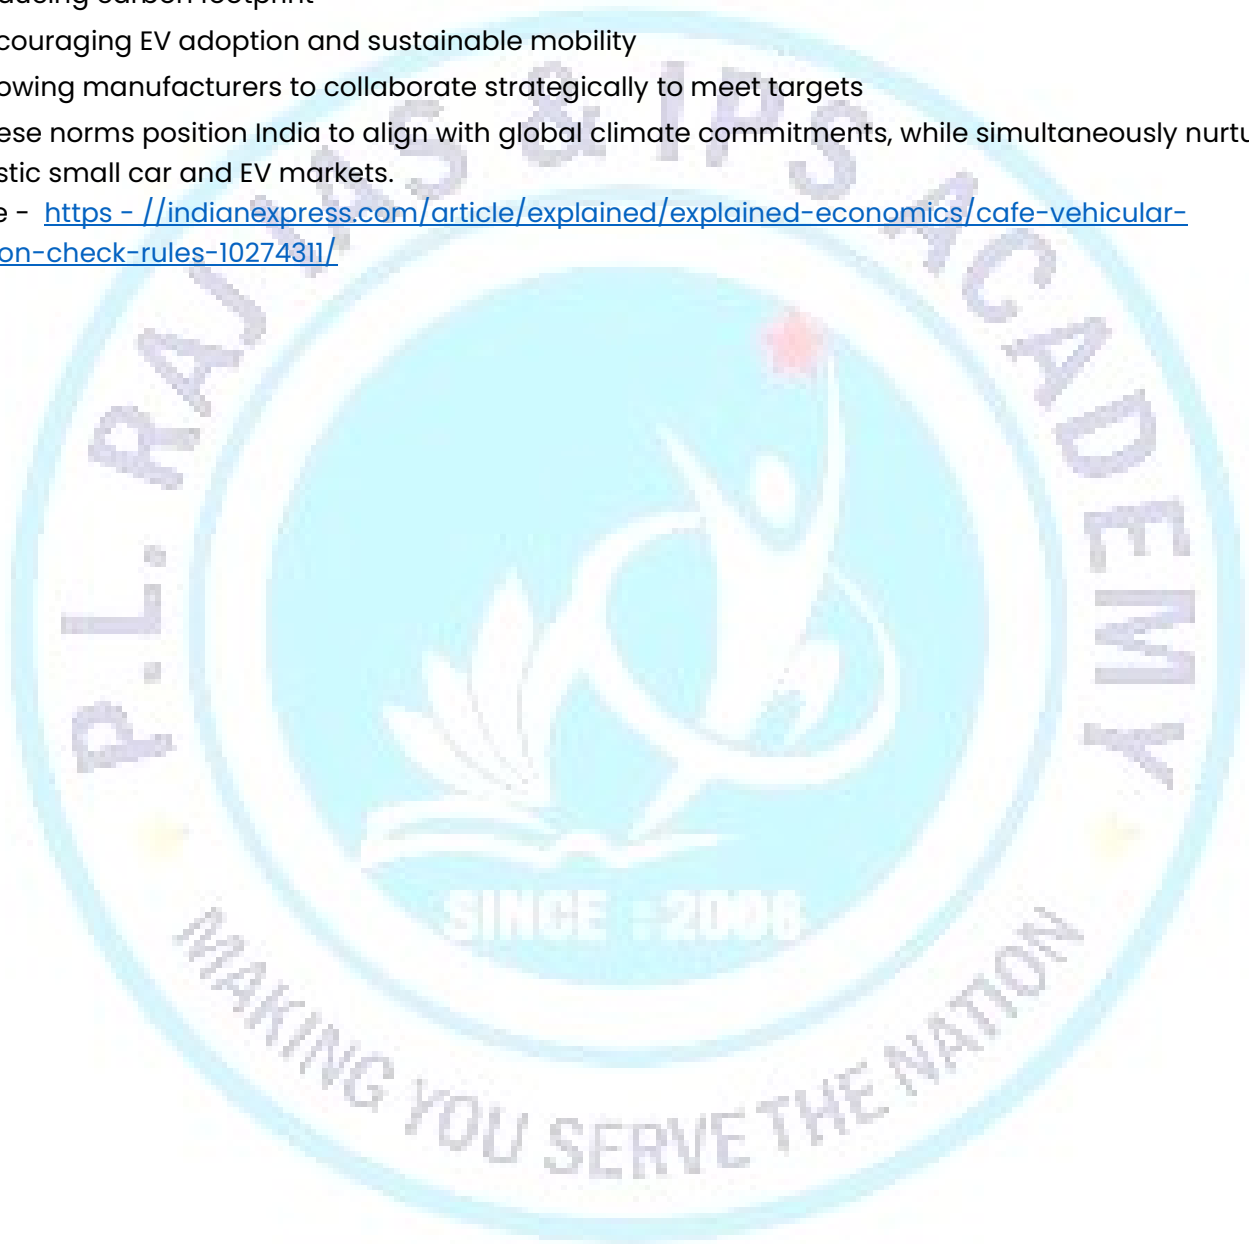 ducing carbon footprint
couraging EV adoption and sustainable mobility
owing manufacturers to collaborate strategically to meet targets
ese norms position India to align with global climate commitments, while simultaneously nurtu
stic small car and EV markets.
e - https - //indianexpress.com/article/explained/explained-economics/cafe-vehicular-
on-check-rules-10274311/
P.L. RAJ IAS & IPS ACADEMY
SINCE :2008
MAKING YOU SERVE THE NATION